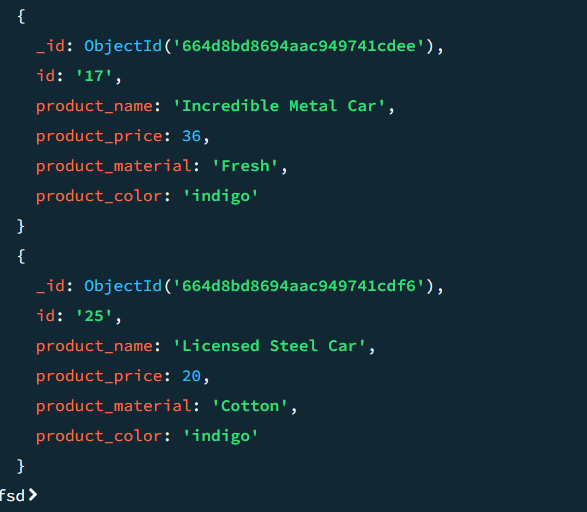 {
_id: ObjectId('664d8bd8694aac949741cdee'),
id: '17',
product_name: 'Incredible Metal Car',
product_price: 36,
product_material: 'Fresh',
product_color: 'indigo'
}
{
_id: ObjectId('664d8bd8694aac949741cdf6'),
id: '25',
product_name: 'Licensed Steel Car',
product_price: 20,
product_material: 'Cotton',
product_color: 'indigo'
}
fsd>